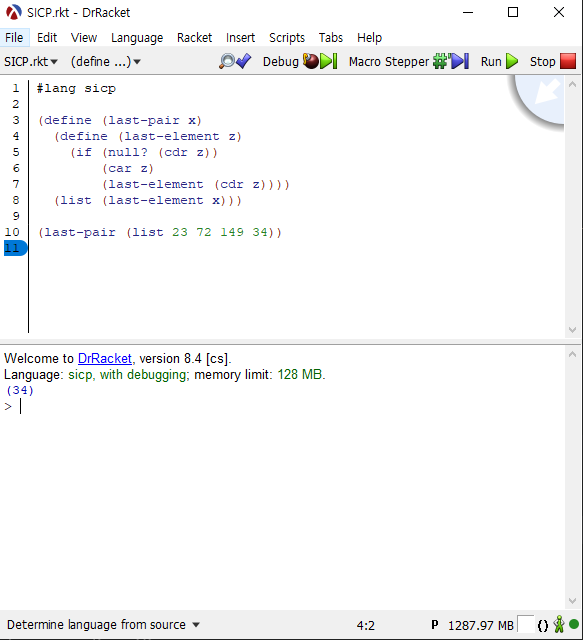 SICP.rkt - DrRacket
File Edit View Language Racket Insert Scripts Tabs Help
SICP.rkt (define ...) Debug Macro Stepper Run Stop
1 #lang sicp
2
3 (define (last-pair x)
4   (define (last-element z)
5     (if (null? (cdr z))
6         (car z)
7         (last-element (cdr z))))
8   (list (last-element x)))
9
10 (last-pair (list 23 72 149 34))
11
Welcome to DrRacket, version 8.4 [cs].
Language: sicp, with debugging; memory limit: 128 MB.
(34)
>
Determine language from source 4:2 P 1287.97 MB ()